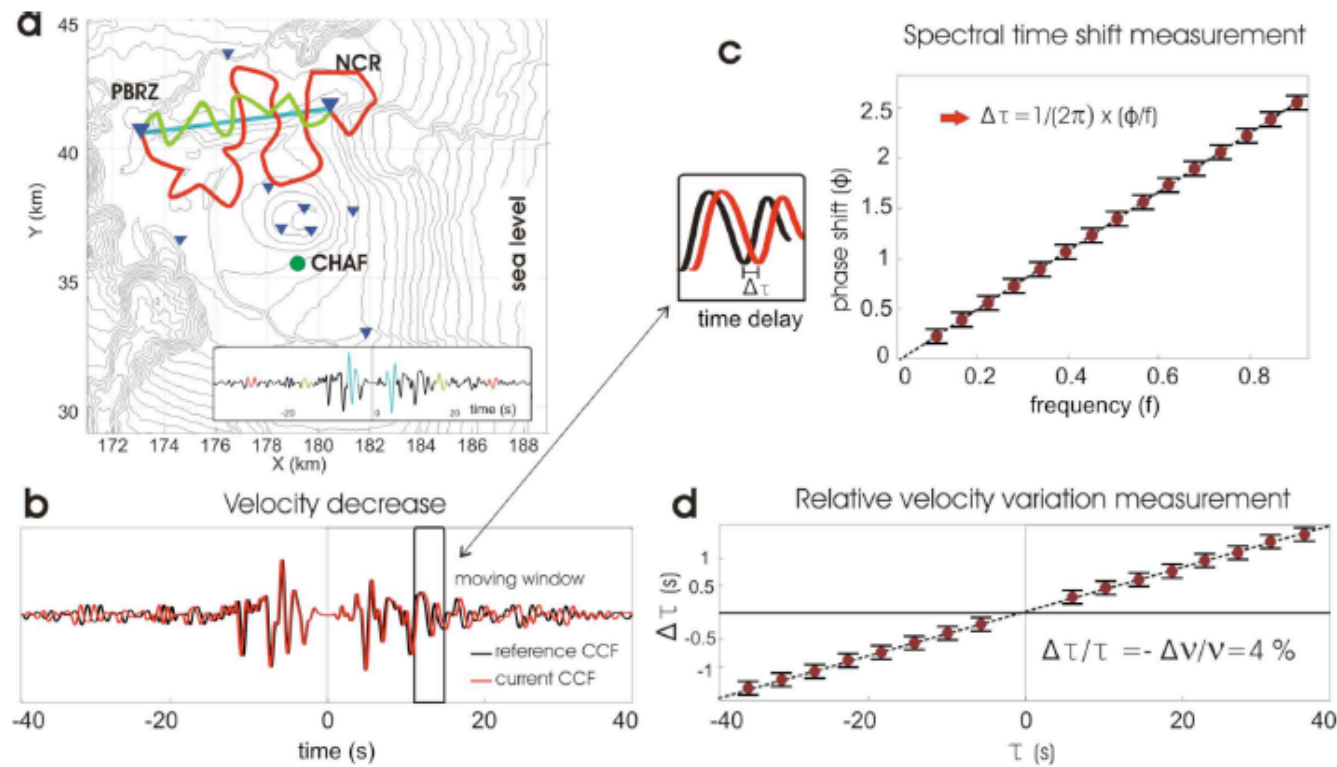 a
45
40
35
30
Y (km)
PBRZ
NCR
CHAF
sea level
-20
0
20
time (s)
172 174 176 178 180 182 184 186 188
X (km)
Δτ
time delay
c
Spectral time shift measurement
Δτ = 1/(2π) x (ϕ/f)
2.5
2
1.5
1
0.5
0
phase shift (ϕ)
0 0.2 0.4 0.6 0.8
frequency (f)
b
Velocity decrease
moving window
reference CCF
current CCF
-40 -20 0 20 40
time (s)
d
Relative velocity variation measurement
1
0.5
-0.5
-1
Δτ (s)
Δτ/τ =- Δν/ν=4 %
-40 -20 0 20 40
τ (s)